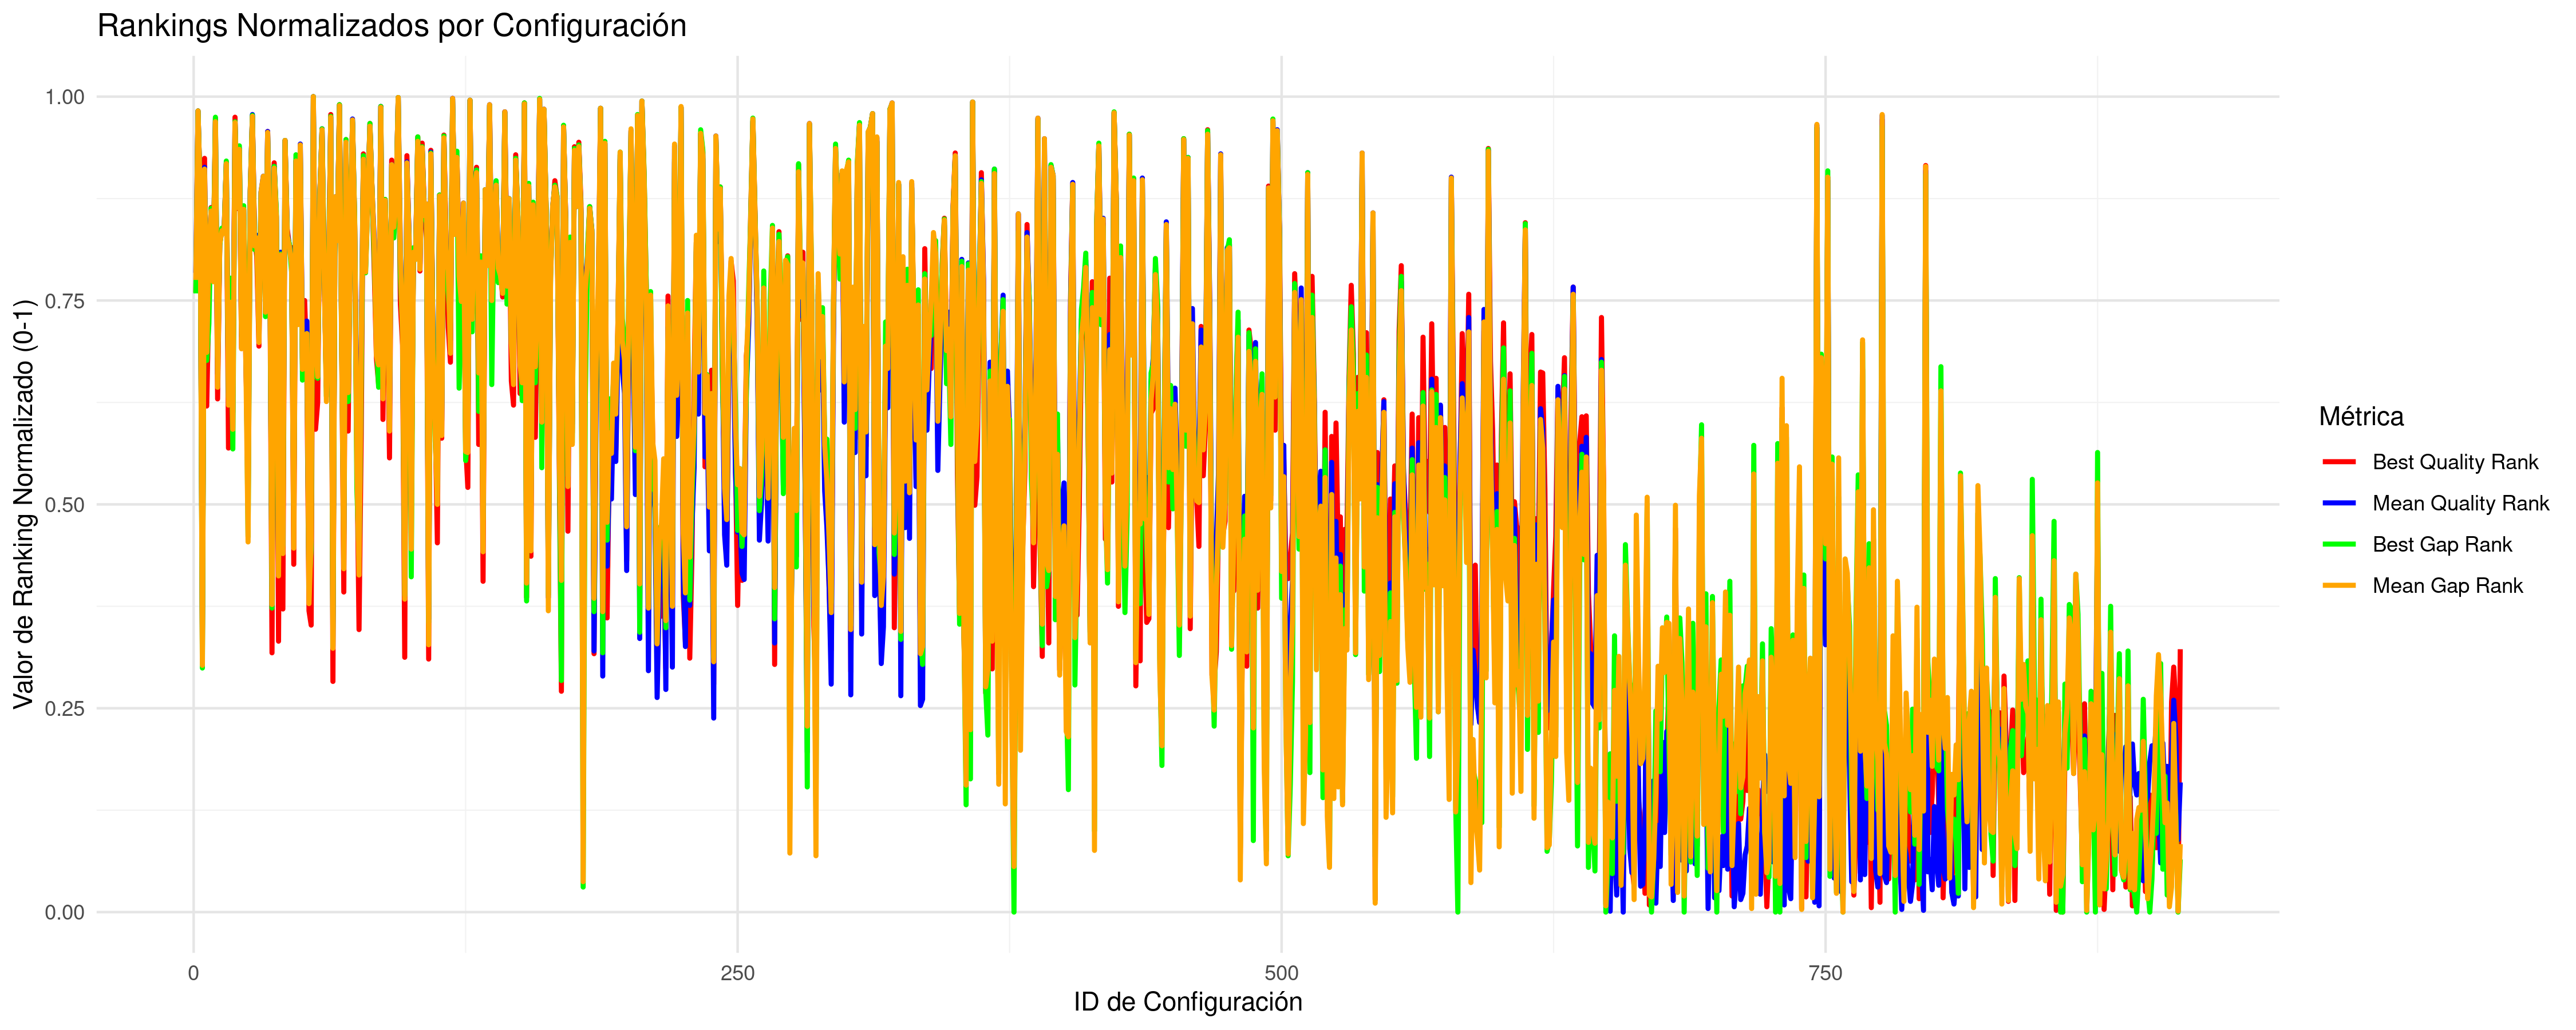 Rankings Normalizados por Configuración
Valor de Ranking Normalizado (0-1)
1.00
0.75
0.50
0.25
0.00
0
250
500
750
ID de Configuración
Métrica
Best Quality Rank
Mean Quality Rank
Best Gap Rank
Mean Gap Rank